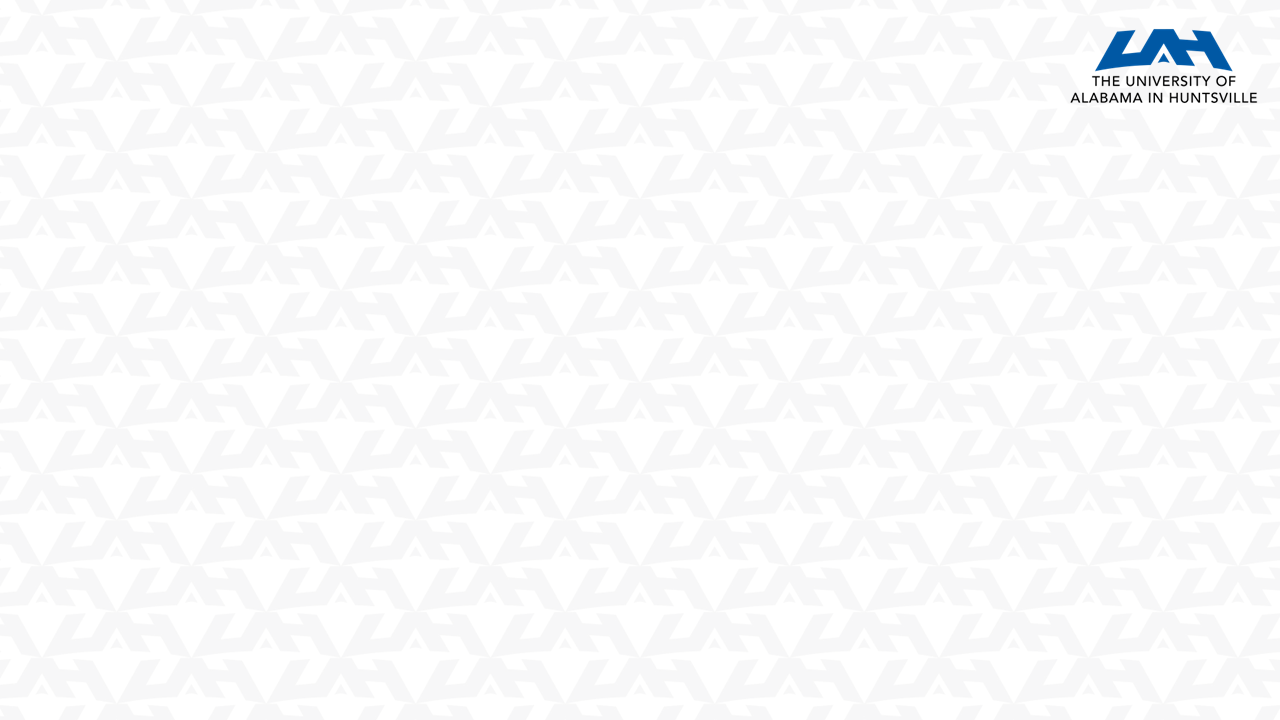 UAH
THE UNIVERSITY OF
ALABAMA IN HUNTSVILLE